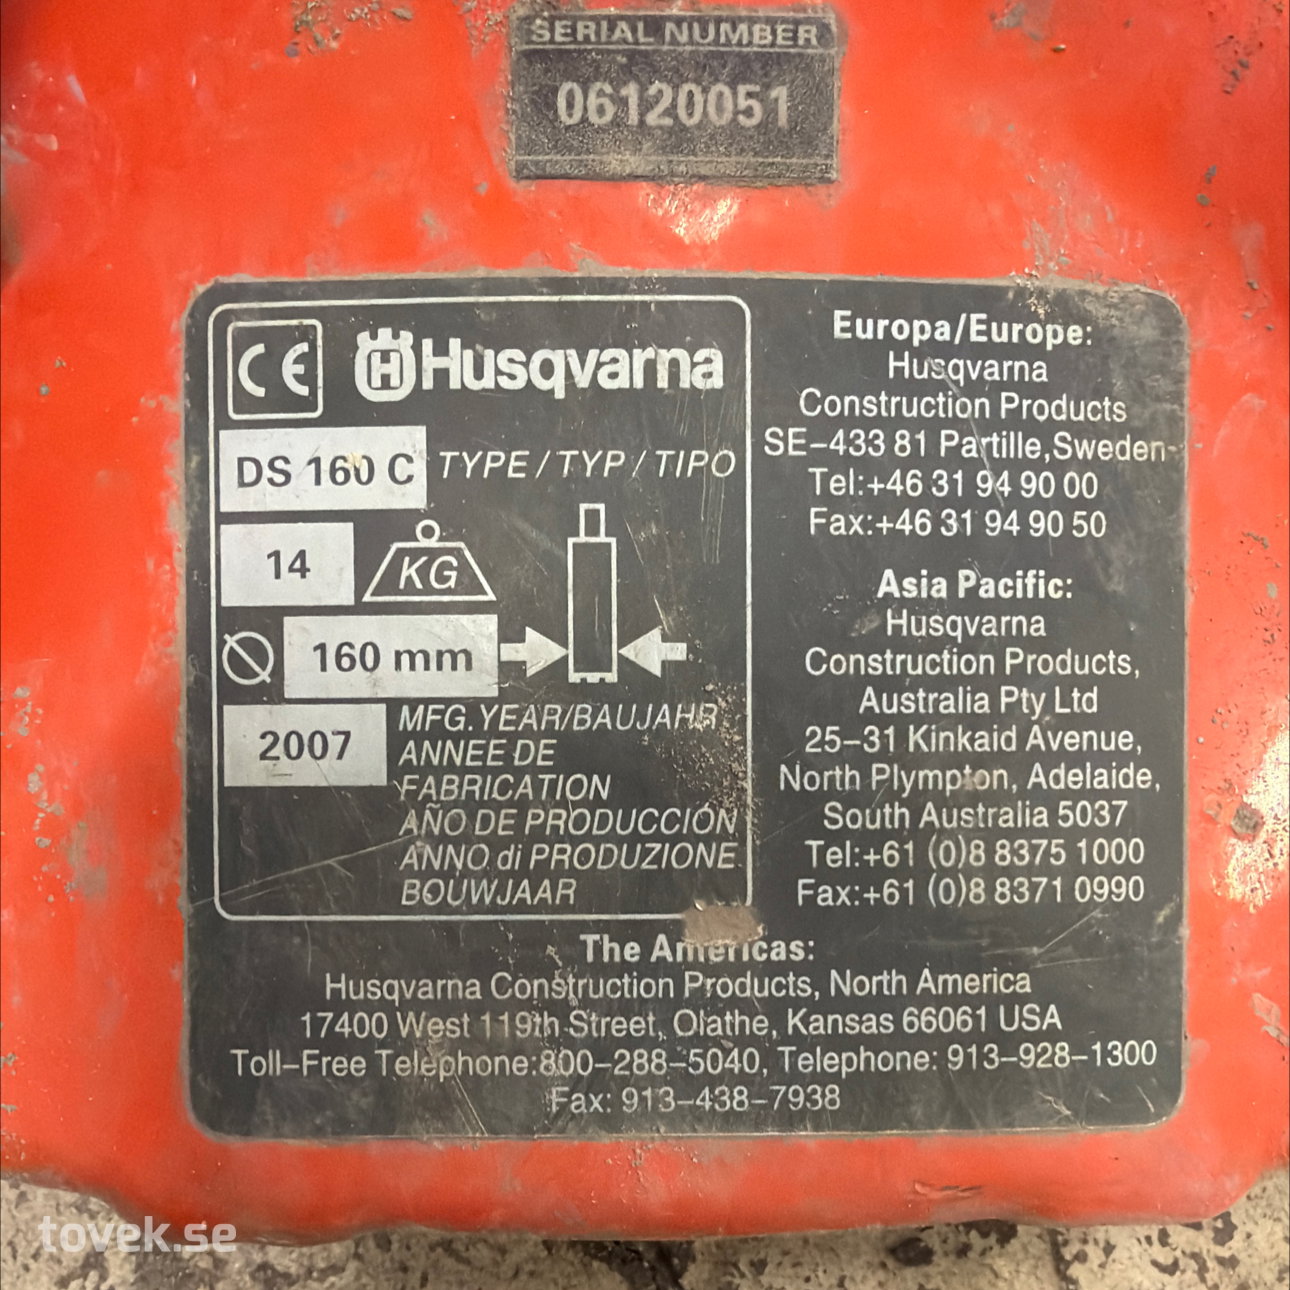 SERIAL NUMBER
06120051
CE Husqvarna
DS 160 C TYPE/TYP/TIPO
14 KG
160 mm
2007 MFG. YEAR/BAUJAHR
ANNEE DE
FABRICATION
AÑO DE PRODUCCIÓN
ANNO di PRODUZIONE
BOUWJAAR
Europa/Europe:
Husqvarna
Construction Products
SE-433 81 Partille,Sweden
Tel:+46 31 94 90 00
Fax:+46 31 94 90 50
Asia Pacific:
Husqvarna
Construction Products,
Australia Pty Ltd
25-31 Kinkaid Avenue,
North Plympton, Adelaide,
South Australia 5037
Tel:+61 (0)8 8375 1000
Fax:+61 (0)8 8371 0990
The Americas:
Husqvarna Construction Products, North America
17400 West 119th Street, Olathe, Kansas 66061 USA
Toll-Free Telephone:800-288-5040, Telephone: 913-928-1300
Fax: 913-438-7938
tovek.se